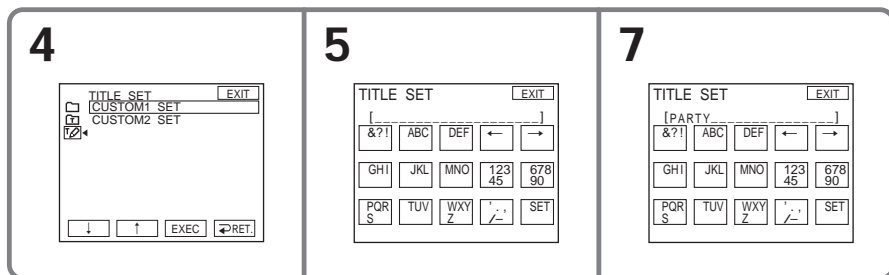 4
TITLE SET EXIT
CUSTOM1 SET
CUSTOM2 SET
↓ ↑ EXEC RET.
5
TITLE SET EXIT
[_____________________]
&?! ABC DEF ← →
GHI JKL MNO 123 678
45 90
PQR TUV WXY ' . , SET
S Z /–
7
TITLE SET EXIT
[PARTY________________]
&?! ABC DEF ← →
GHI JKL MNO 123 678
45 90
PQR TUV WXY ' . , SET
S Z /–